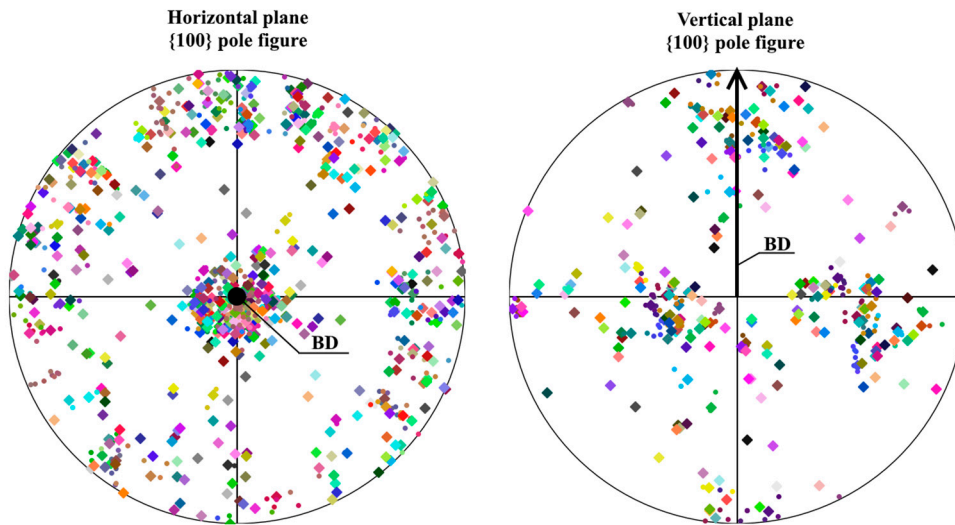 Horizontal plane
{100} pole figure
Vertical plane
{100} pole figure
BD
BD